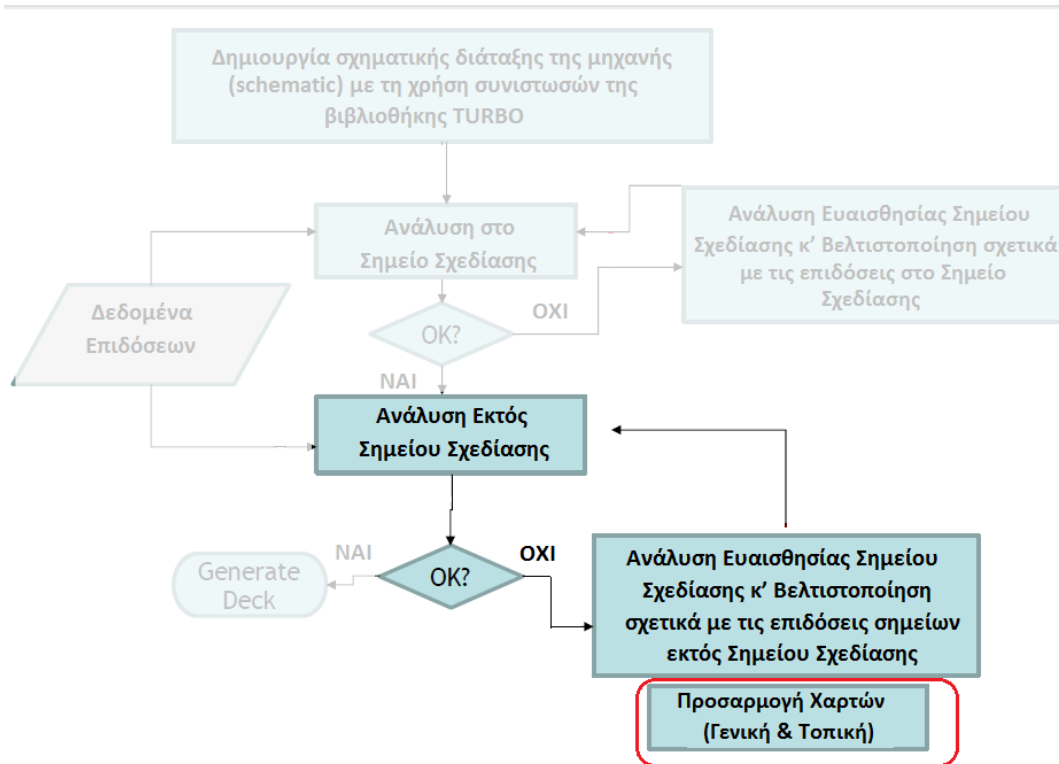 Δημιουργία σχηματικής διάταξης της μηχανής
(schematic) με τη χρήση συνιστωσών της
βιβλιοθήκης TURBO
Ανάλυση στο
Σημείο Σχεδίασης
Ανάλυση Ευαισθησίας Σημείου
Σχεδίασης κ’ Βελτιστοποίηση σχετικά
με τις επιδόσεις στο Σημείο
Σχεδίασης
Δεδομένα
Επιδόσεων
OK?
ΟΧΙ
ΝΑΙ
Ανάλυση Εκτός
Σημείου Σχεδίασης
ΝΑΙ
OK?
ΟΧΙ
Generate
Deck
Ανάλυση Ευαισθησίας Σημείου
Σχεδίασης κ’ Βελτιστοποίηση
σχετικά με τις επιδόσεις σημείων
εκτός Σημείου Σχεδίασης
Προσαρμογή Χαρτών
(Γενική & Τοπική)